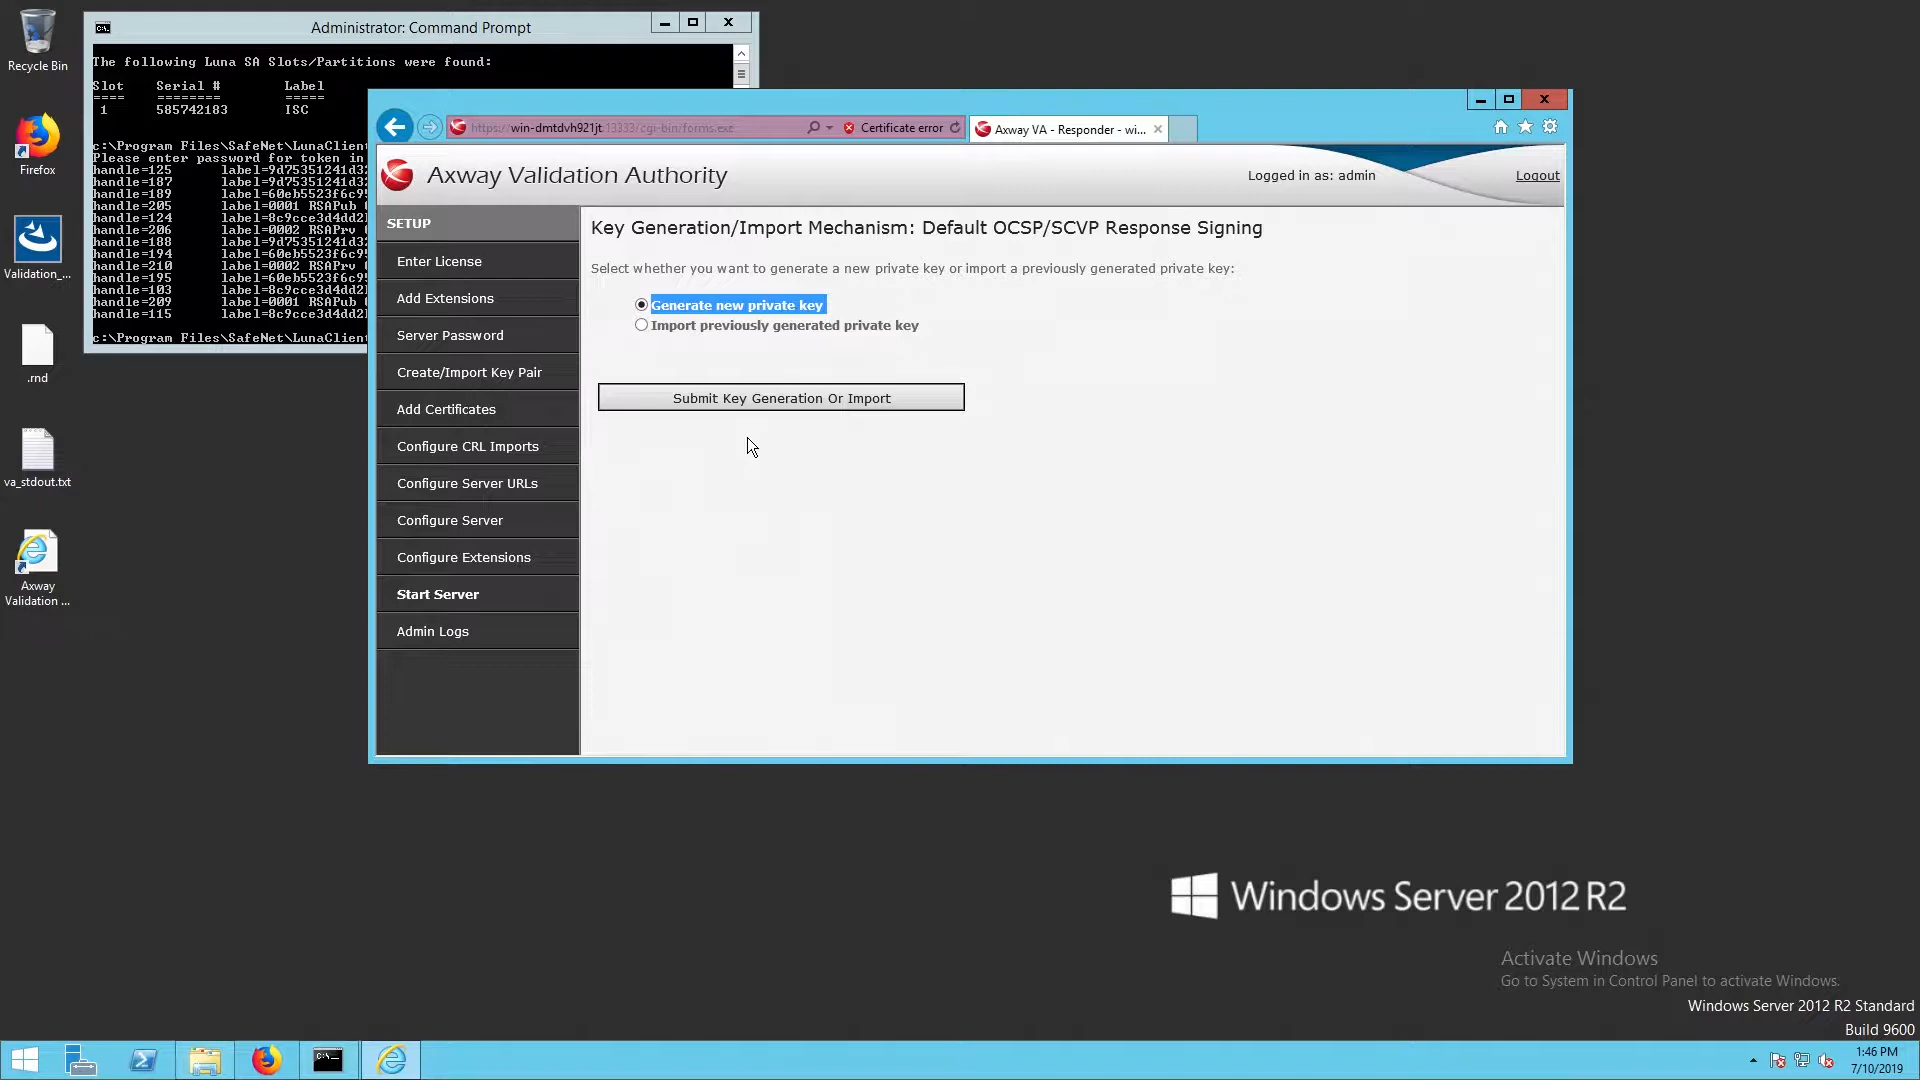 Recycle Bin
Firefox
Validation_...
.rnd
va_stdout.txt
Axway
Validation ...
Administrator: Command Prompt
The following Luna SA Slots/Partitions were found:
Slot Serial # Label
==== ======== =====
1 585742183 ISC
c:\Program Files\SafeNet\LunaClient
Please enter password for token in
handle=125 label=9d75351241d32
handle=187 label=9d75351241d32
handle=189 label=60eb5523f6c95
handle=205 label=0001 RSAPub
handle=124 label=8c9cce3d4dd2
handle=206 label=0002 RSAPrv
handle=188 label=9d75351241d32
handle=194 label=60eb5523f6c95
handle=210 label=0002 RSAPrv
handle=195 label=60eb5523f6c95
handle=103 label=8c9cce3d4dd2
handle=209 label=0001 RSAPub
handle=115 label=8c9cce3d4dd2
c:\Program Files\SafeNet\LunaClient
https://win-dmtdvh921jt:13333/cgi-bin/forms.exe
Certificate error
Axway VA - Responder - wi...
Axway Validation Authority
Logged in as: admin
Logout
SETUP
Enter License
Add Extensions
Server Password
Create/Import Key Pair
Add Certificates
Configure CRL Imports
Configure Server URLs
Configure Server
Configure Extensions
Start Server
Admin Logs
Key Generation/Import Mechanism: Default OCSP/SCVP Response Signing
Select whether you want to generate a new private key or import a previously generated private key:
Generate new private key
Import previously generated private key
Submit Key Generation Or Import
Windows Server 2012 R2
Activate Windows
Go to System in Control Panel to activate Windows.
Windows Server 2012 R2 Standard
Build 9600
1:46 PM
7/10/2019